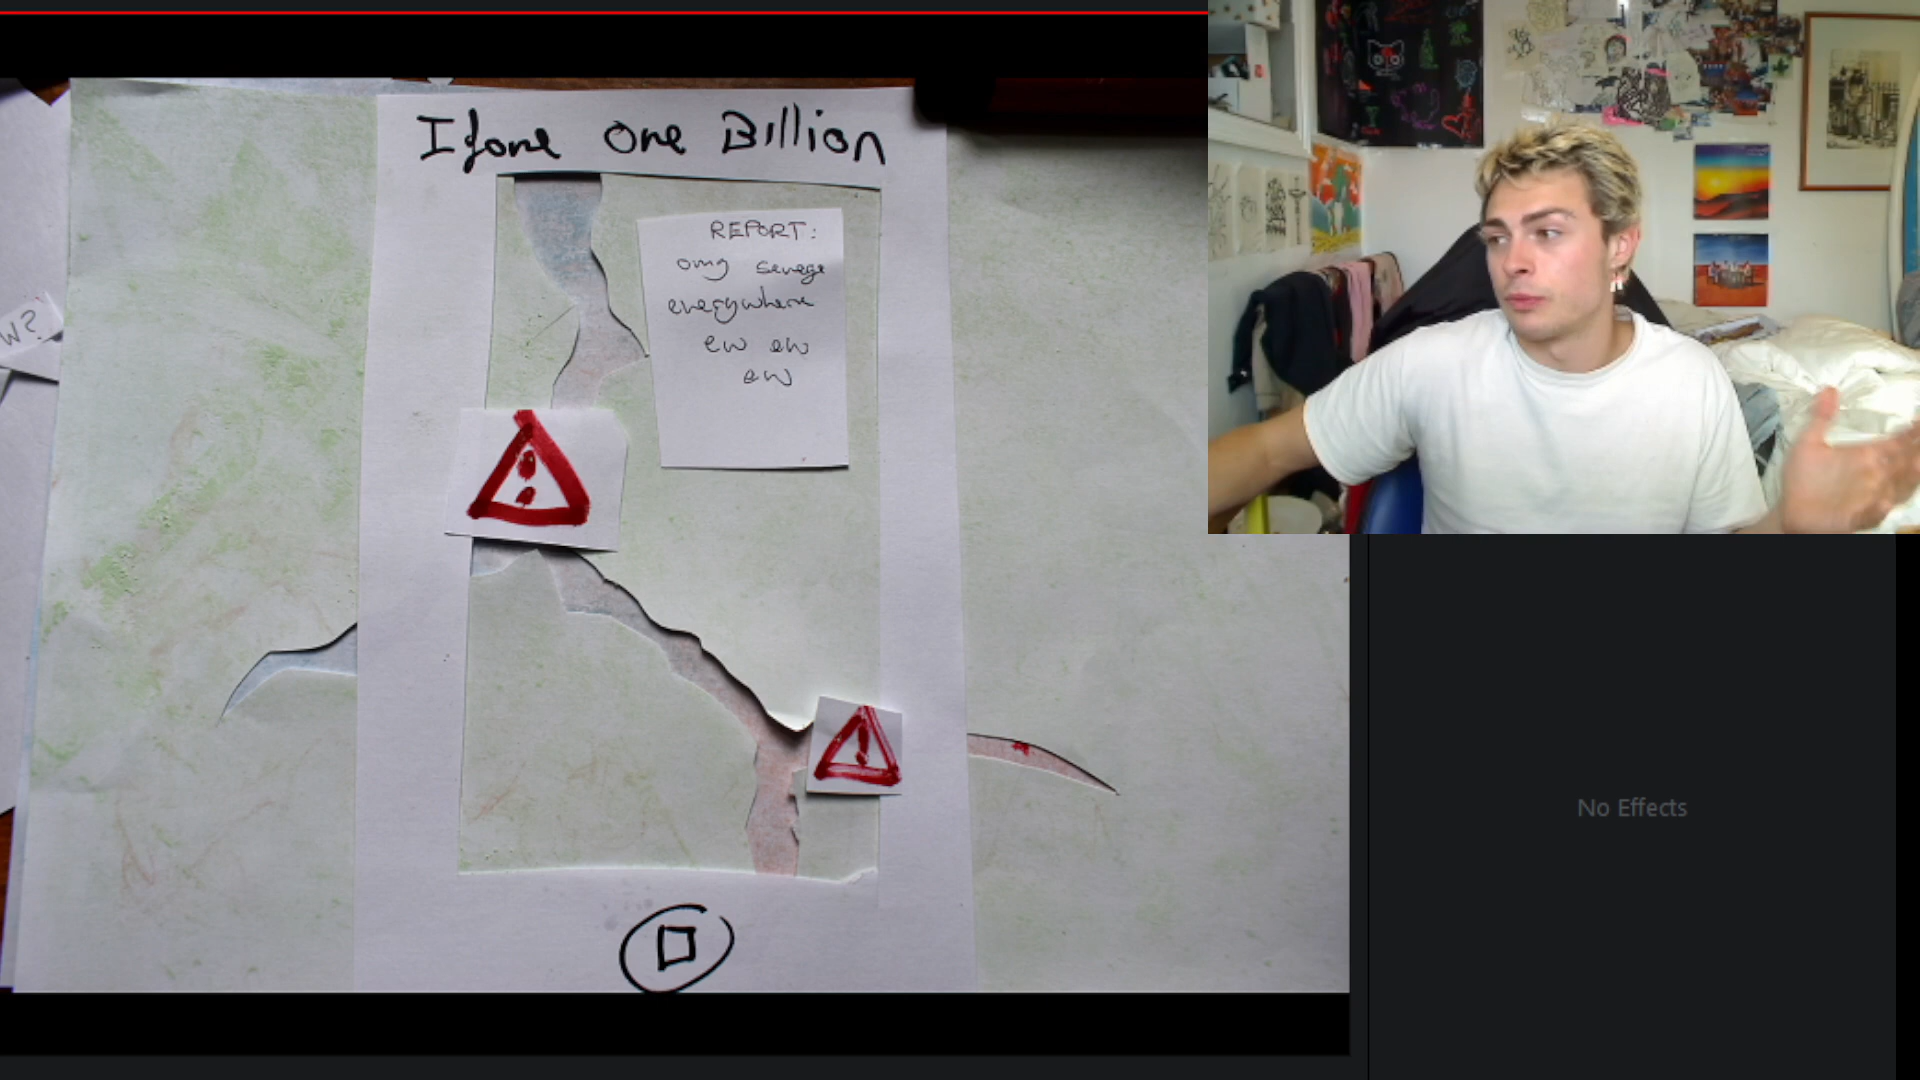 Ifone One Billion
REPORT:
omg sewage
everywhere
ew ew
ew
W?
No Effects